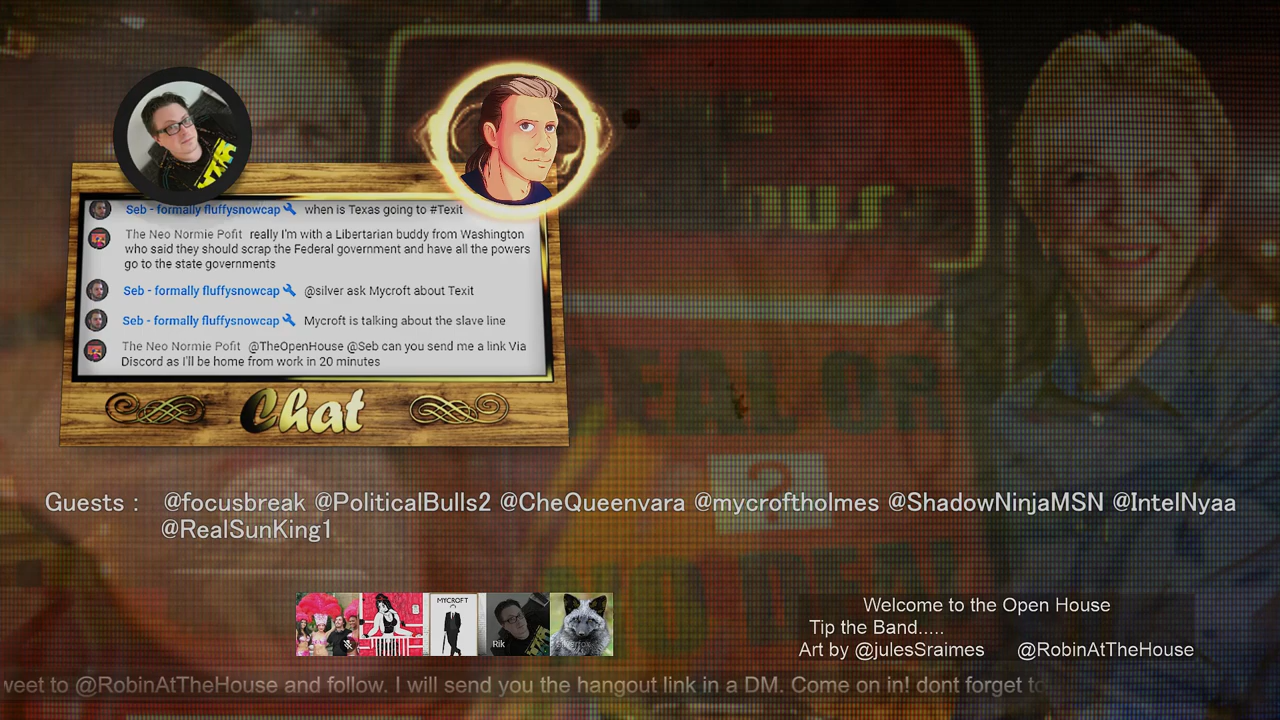 Seb - formally fluffysnowcap when is Texas going to #Texit
The Neo Normie Pofit really I'm with a Libertarian buddy from Washington
who said they should scrap the Federal government and have all the powers
go to the state governments
Seb - formally fluffysnowcap @silver ask Mycroft about Texit
Seb - formally fluffysnowcap Mycroft is talking about the slave line
The Neo Normie Pofit @TheOpenHouse @Seb can you send me a link Via
Discord as I'll be home from work in 20 minutes
Chat
EAL OR
?
NO DEAL
Guests : @focusbreak @PoliticalBulls2 @CheQueenvara @mycroftholmes @ShadowNinjaMSN @IntelNyaa
@RealSunKing1
MYCROFT
Rik
Welcome to the Open House
Tip the Band.....
Art by @julesSraimes @RobinAtTheHouse
weet to @RobinAtTheHouse and follow. I will send you the hangout link in a DM. Come on in! dont forget to